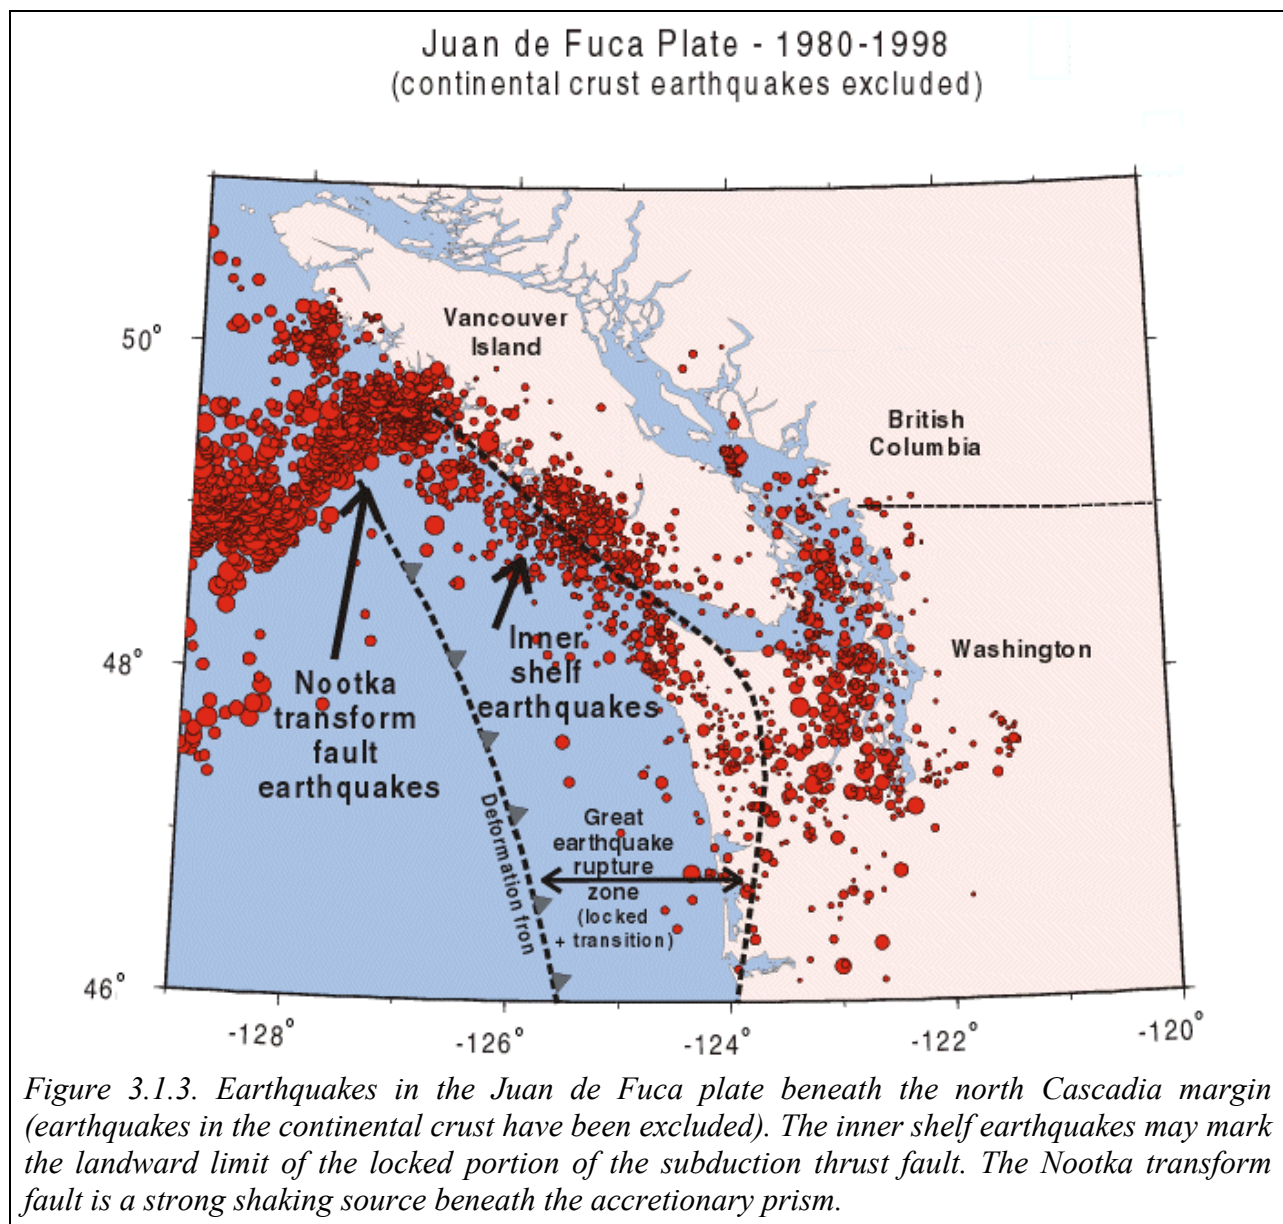 Juan de Fuca Plate - 1980-1998
(continental crust earthquakes excluded)
50°
48°
46°
-128°
-126°
-124°
-122°
-120°
Vancouver
Island
British
Columbia
Washington
Inner
shelf
earthquakes
Nootka
transform
fault
earthquakes
Deformation fron
Great
earthquake
rupture
zone
(locked
+ transition)
Figure 3.1.3. Earthquakes in the Juan de Fuca plate beneath the north Cascadia margin
(earthquakes in the continental crust have been excluded). The inner shelf earthquakes may mark
the landward limit of the locked portion of the subduction thrust fault. The Nootka transform
fault is a strong shaking source beneath the accretionary prism.